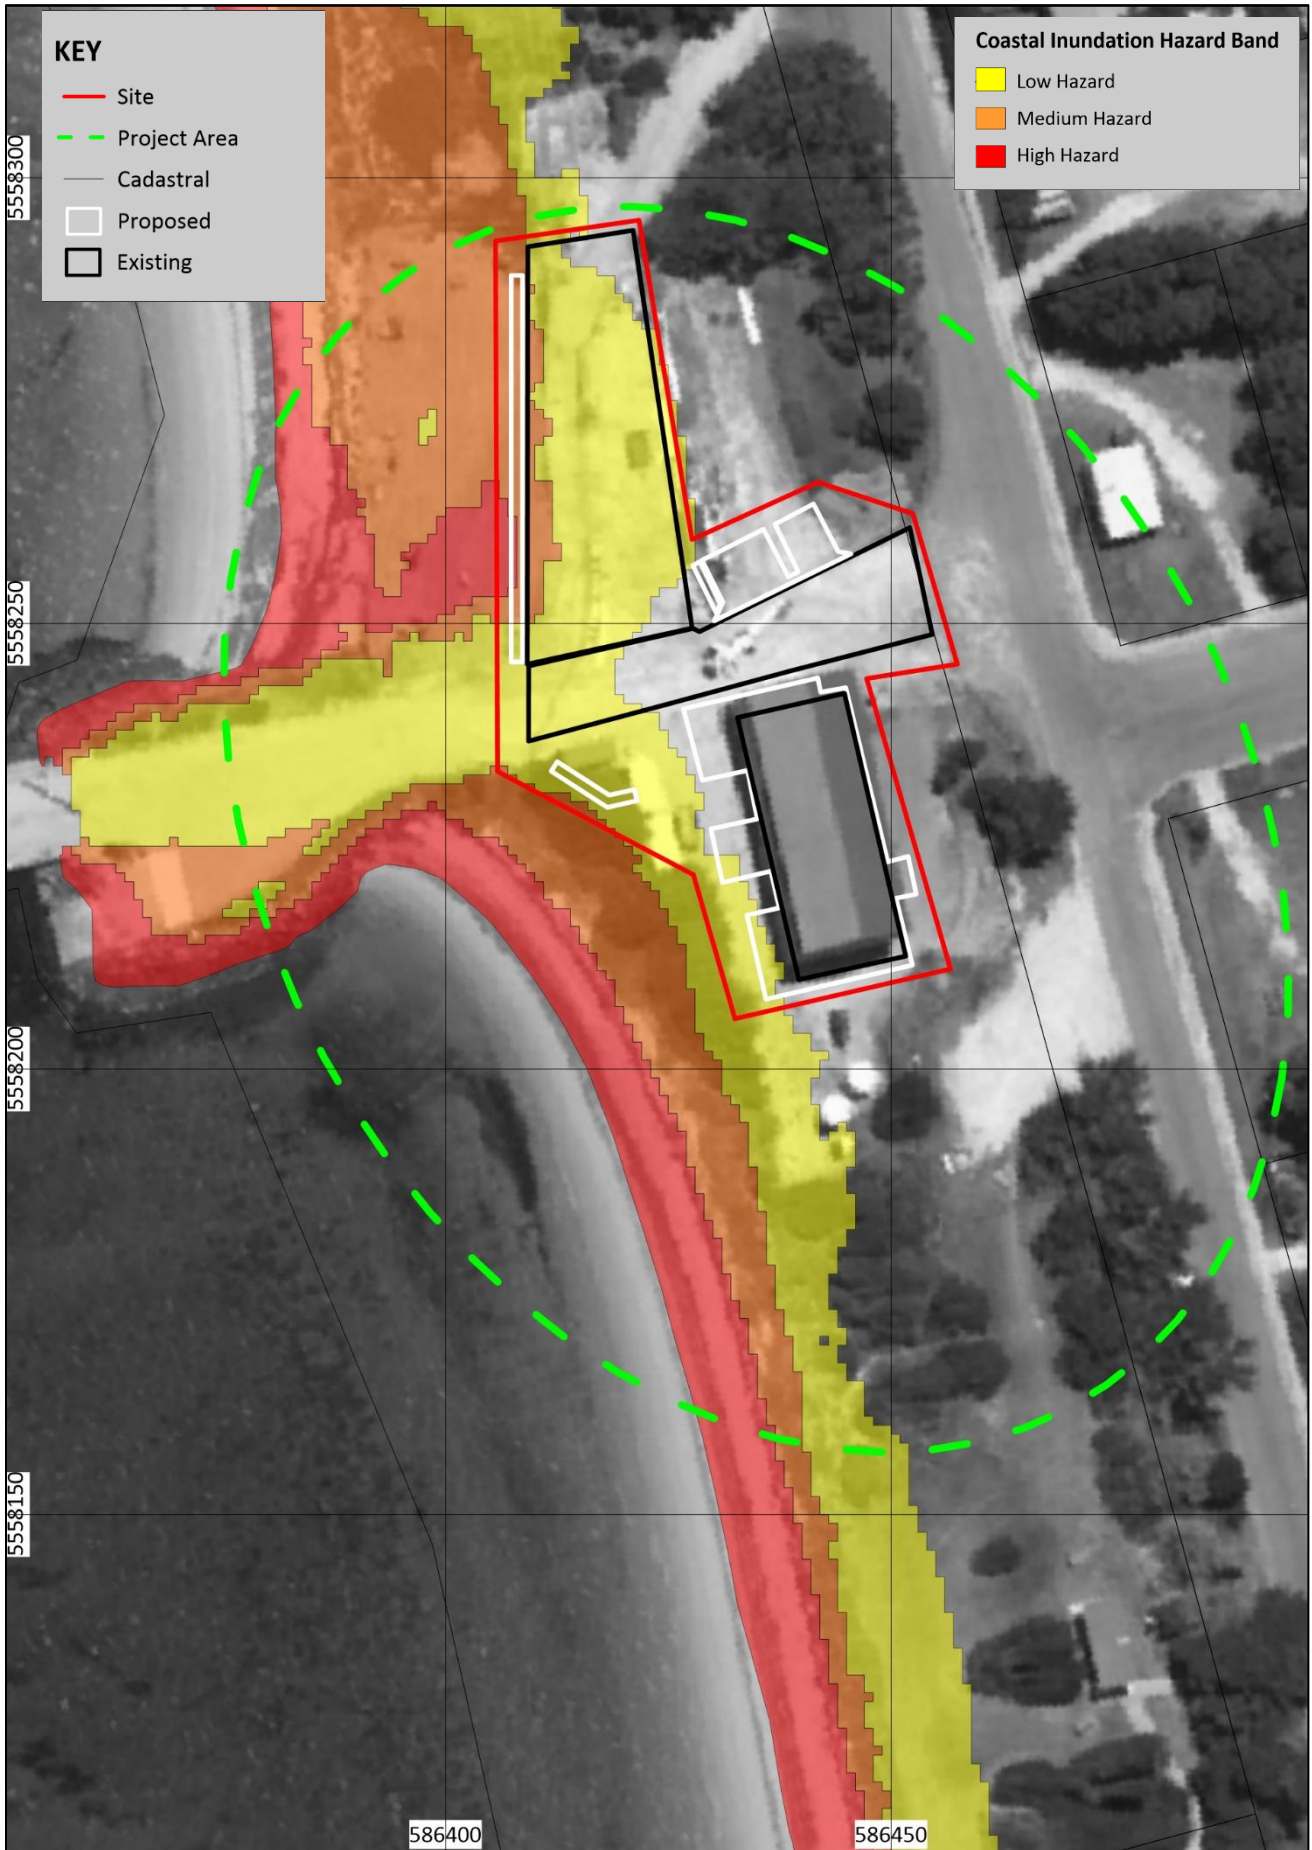 KEY
Site
Project Area
Cadastral
Proposed
Existing
Coastal Inundation Hazard Band
Low Hazard
Medium Hazard
High Hazard
5558300
5558250
5558200
5558150
586400
586450